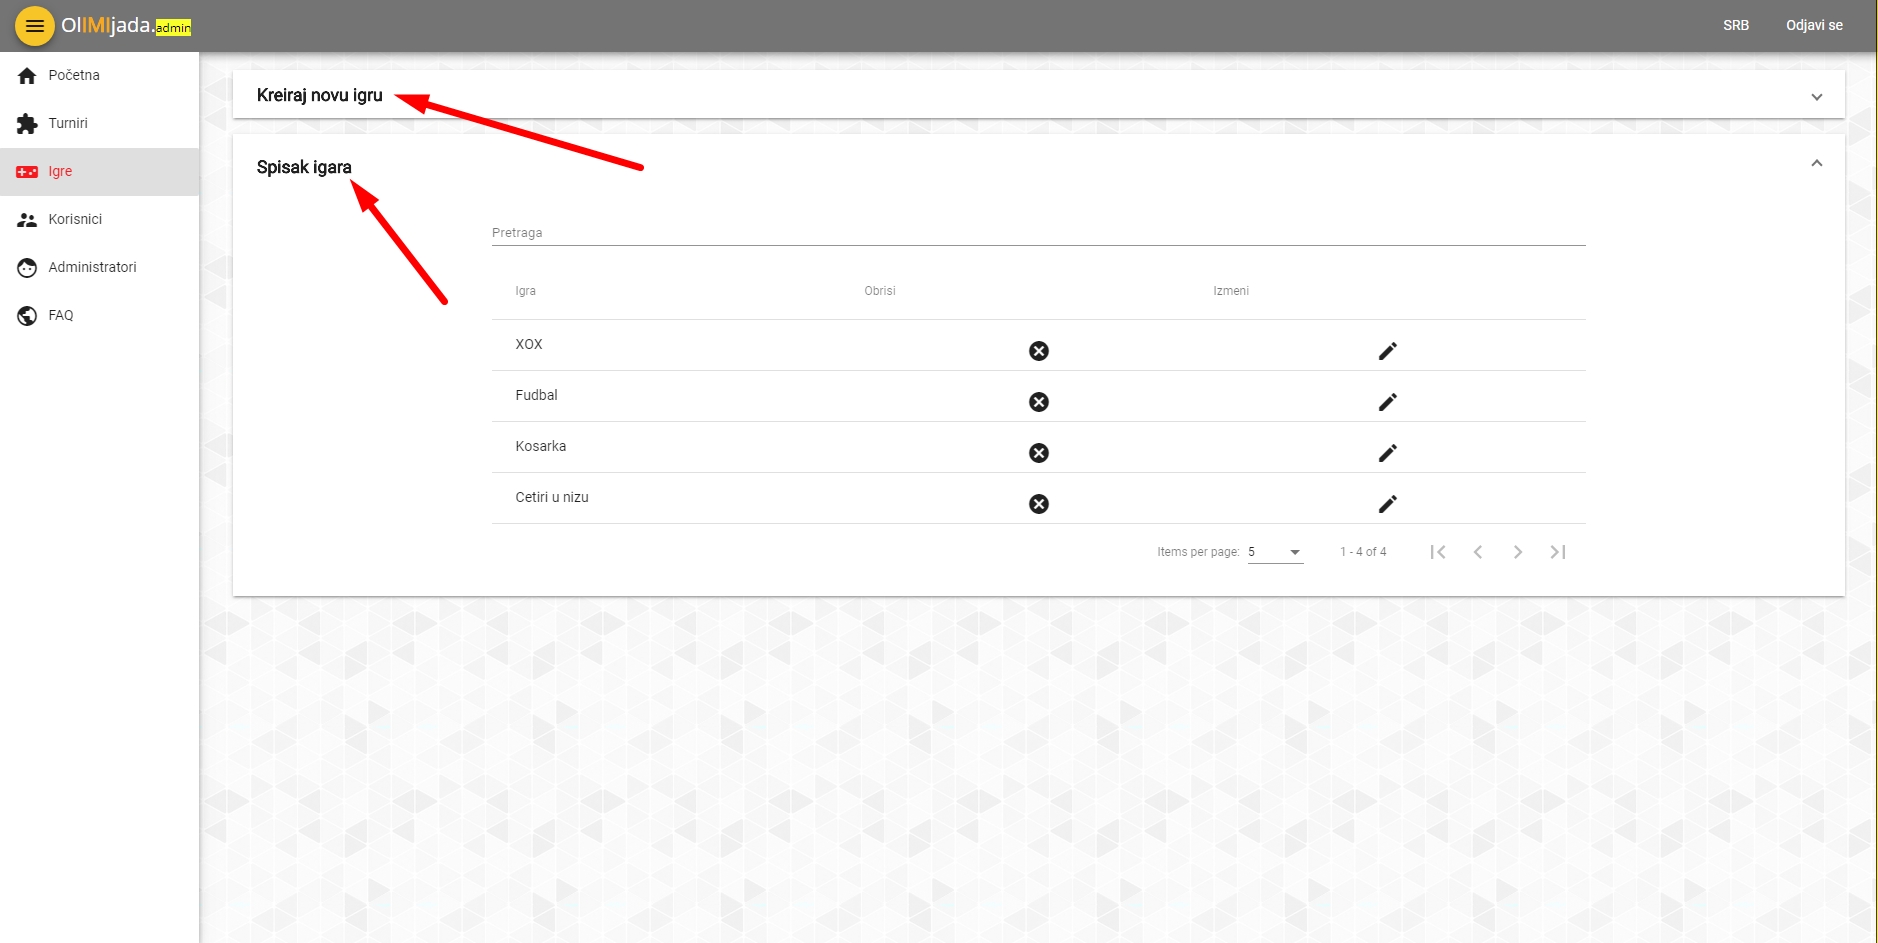 OlIMIjada.admin
SRB Odjavi se
Početna
Turniri
Igre
Korisnici
Administratori
FAQ
Kreiraj novu igru
Spisak igara
Pretraga
Igra Obrisi Izmeni
XOX
Fudbal
Kosarka
Cetiri u nizu
Items per page: 5 1 - 4 of 4